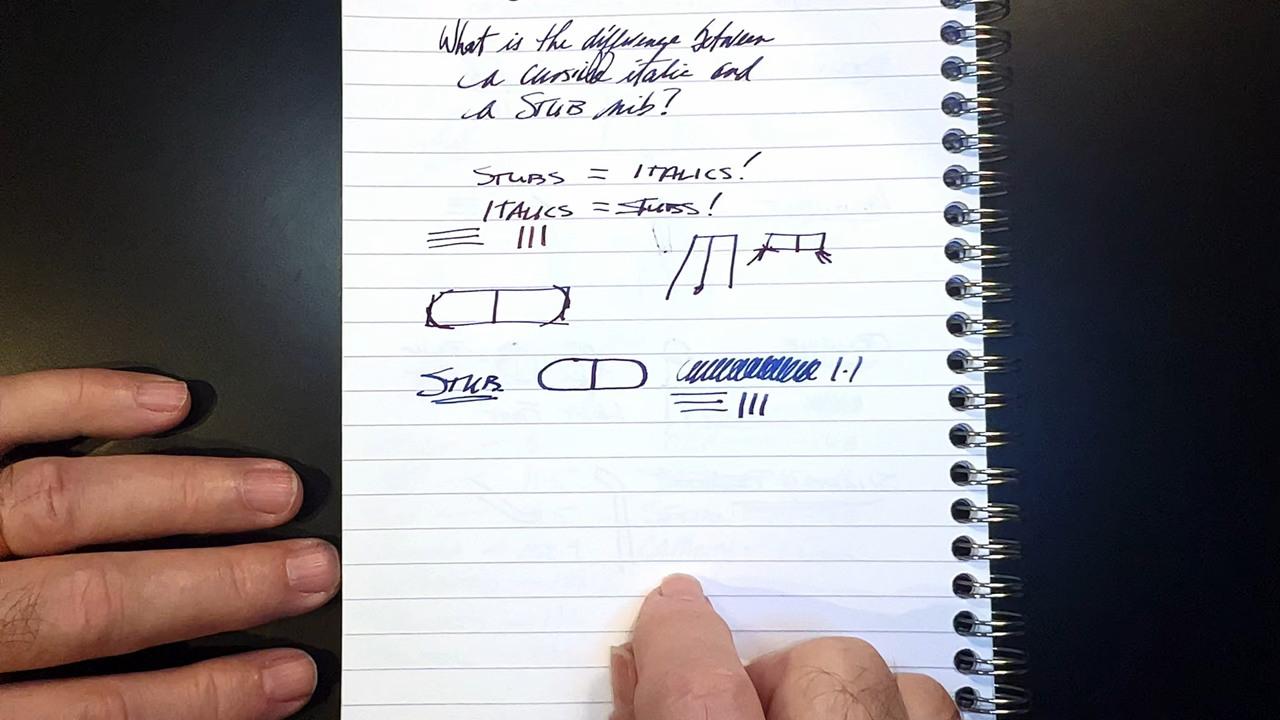 What is the difference between
a cursive italic and
a STUB nib?
STUBS = ITALICS!
ITALICS = STUBS!
STUB 1.1